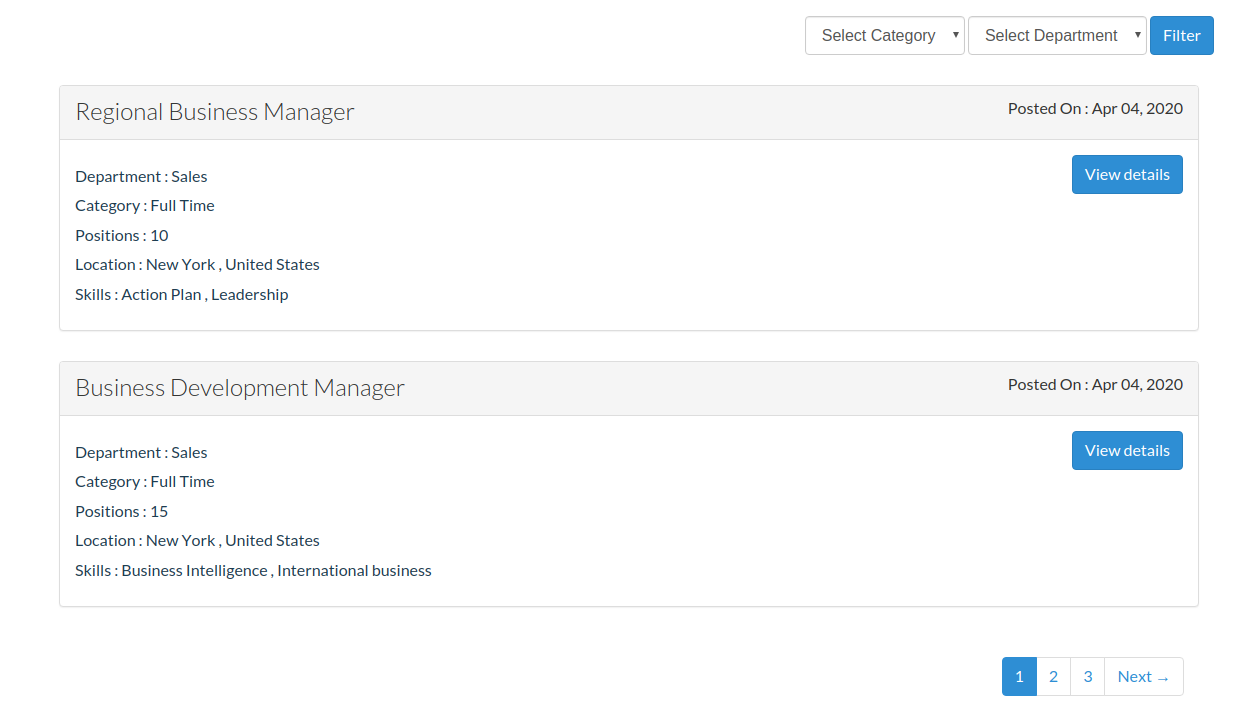 Select Category Select Department Filter
Regional Business Manager Posted On : Apr 04, 2020
View details
Department : Sales
Category : Full Time
Positions : 10
Location : New York , United States
Skills : Action Plan , Leadership
Business Development Manager Posted On : Apr 04, 2020
View details
Department : Sales
Category : Full Time
Positions : 15
Location : New York , United States
Skills : Business Intelligence , International business
1 2 3 Next →